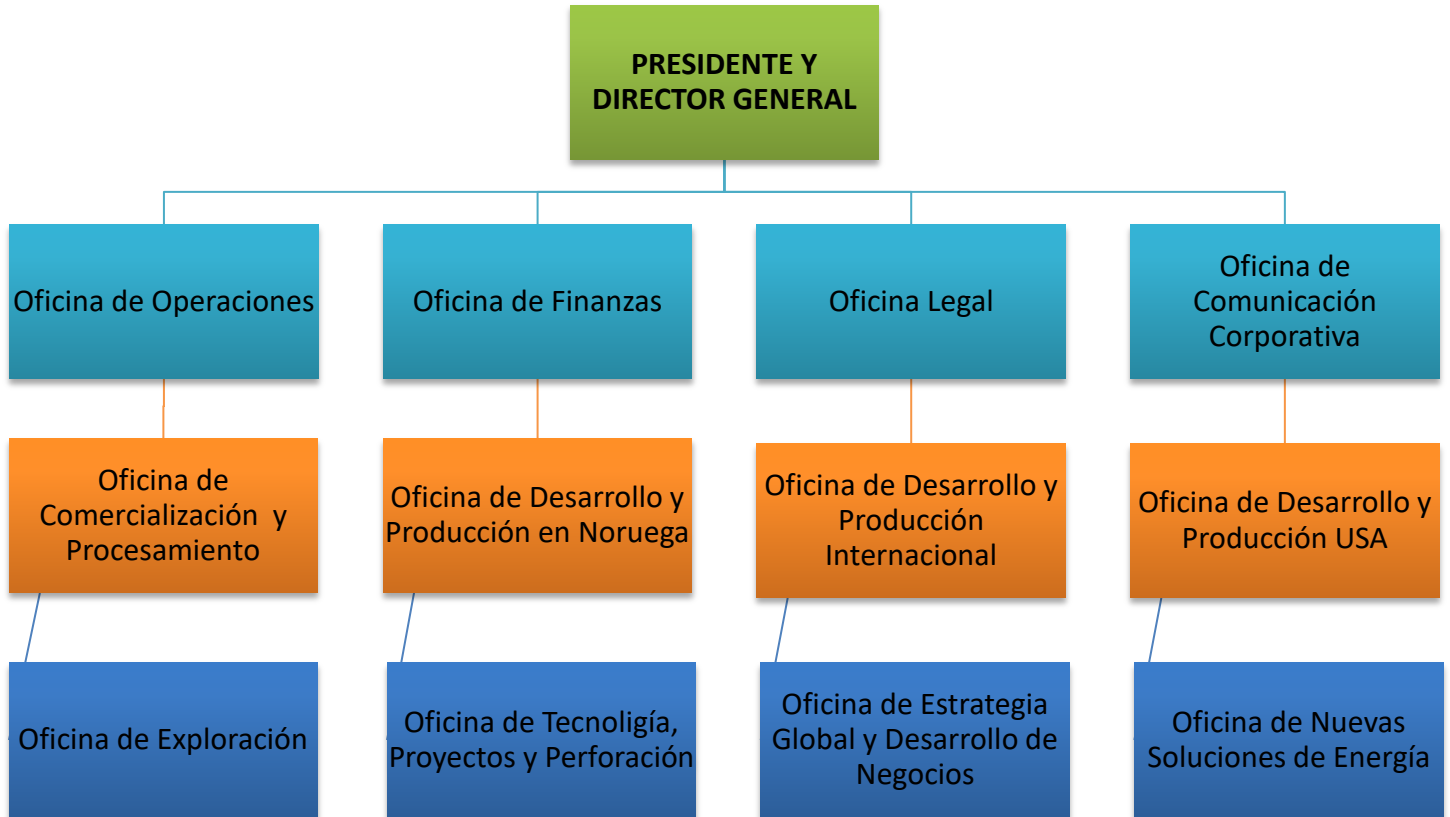 PRESIDENTE Y
DIRECTOR GENERAL
Oficina de Operaciones
Oficina de Finanzas
Oficina Legal
Oficina de
Comunicación
Corporativa
Oficina de
Comercialización y
Procesamiento
Oficina de Desarrollo y
Producción en Noruega
Oficina de Desarrollo y
Producción
Internacional
Oficina de Desarrollo y
Producción USA
Oficina de Exploración
Oficina de Tecnoligía,
Proyectos y Perforación
Oficina de Estrategia
Global y Desarrollo de
Negocios
Oficina de Nuevas
Soluciones de Energía